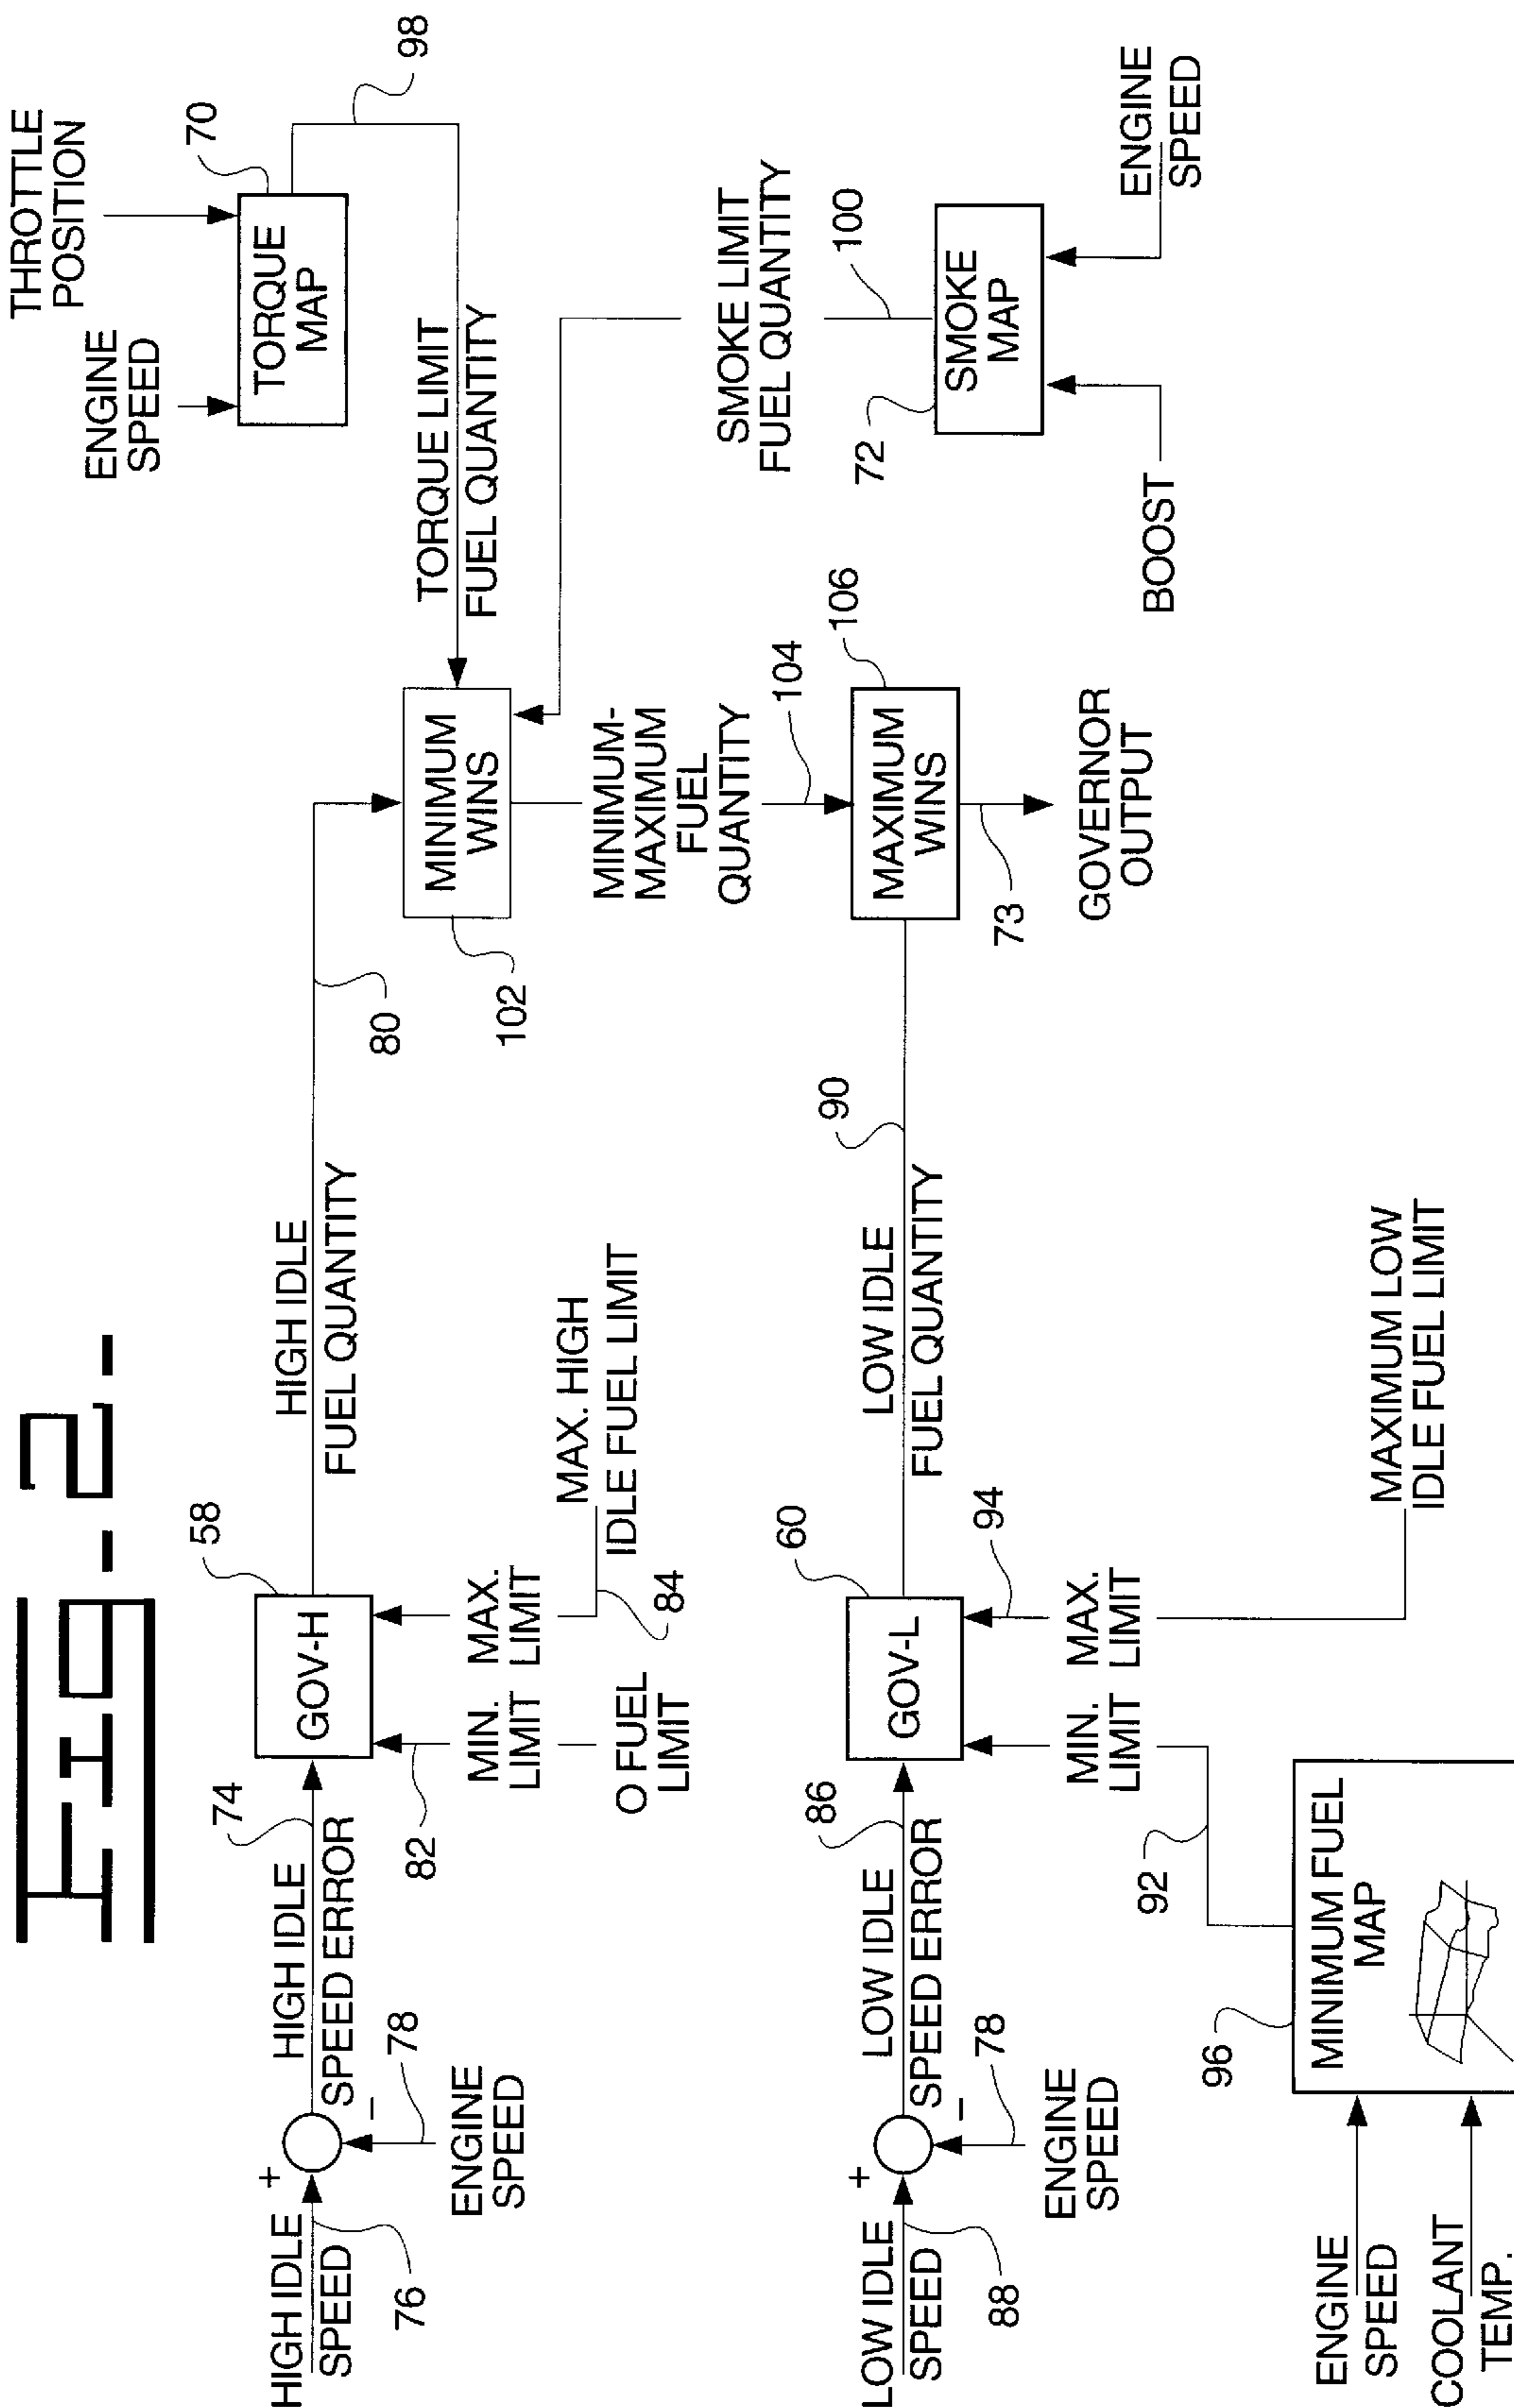 Fig-2-
HIGH IDLE
SPEED
76
+
-
78
ENGINE
SPEED
HIGH IDLE
SPEED ERROR
74
GOV-H
58
82
MIN.
LIMIT
O FUEL
LIMIT
MAX.
LIMIT
84
MAX. HIGH
IDLE FUEL LIMIT
HIGH IDLE
FUEL QUANTITY
80
MINIMUM
WINS
102
ENGINE
SPEED
THROTTLE
POSITION
TORQUE
MAP
70
98
TORQUE LIMIT
FUEL QUANTITY
SMOKE LIMIT
FUEL QUANTITY
100
SMOKE
MAP
72
BOOST
ENGINE
SPEED
MINIMUM-
MAXIMUM
FUEL
QUANTITY
104
MAXIMUM
WINS
106
73
GOVERNOR
OUTPUT
LOW IDLE
SPEED
88
+
-
78
ENGINE
SPEED
LOW IDLE
SPEED ERROR
86
GOV-L
60
MIN.
LIMIT
MAX.
LIMIT
94
92
LOW IDLE
FUEL QUANTITY
90
MAXIMUM LOW
IDLE FUEL LIMIT
MINIMUM FUEL
MAP
96
ENGINE
SPEED
COOLANT
TEMP.